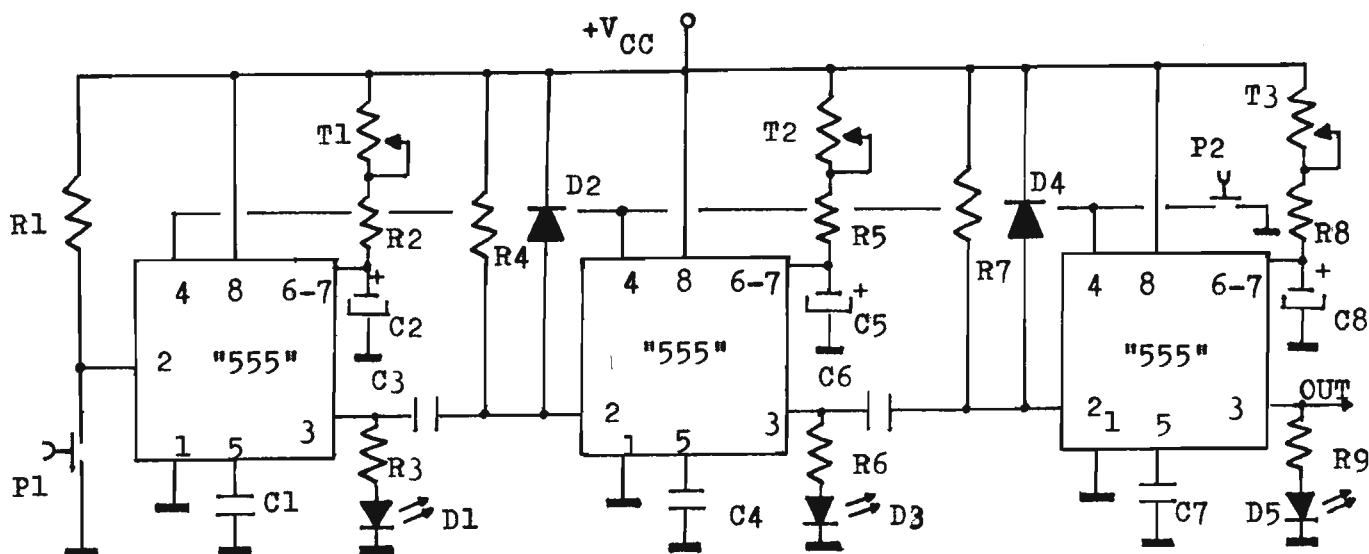 +VCC
T1
T2
T3
P2
D2
D4
R1
R2
R4
R5
R7
R8
4 8 6-7
4 8 6-7
4 8 6-7
+
C2
+
C5
+
C8
2 "555"
"555"
"555"
C3
C6
OUT
3
2
3
2
1
3
1 5
1 5
5
R3
R6
R9
P1
C1
D1
C4
D3
C7
D5